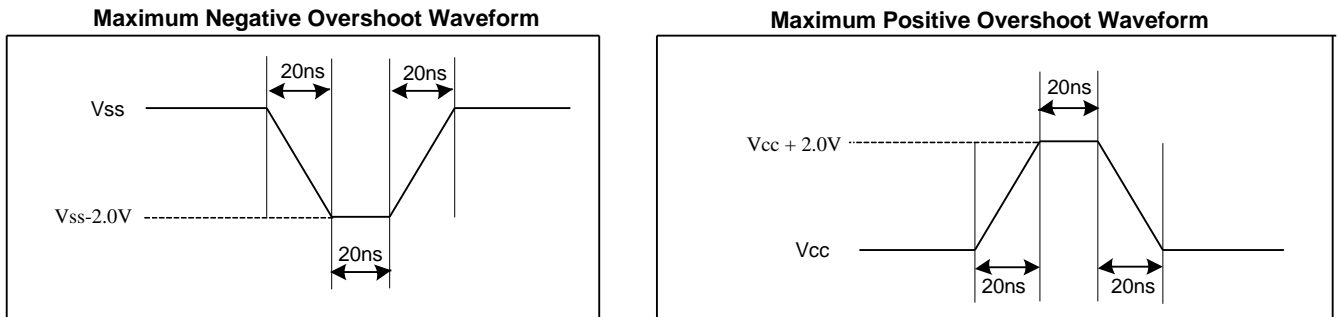 Maximum Negative Overshoot Waveform
20ns
20ns
Vss
Vss-2.0V
20ns
Maximum Positive Overshoot Waveform
20ns
Vcc + 2.0V
Vcc
20ns
20ns